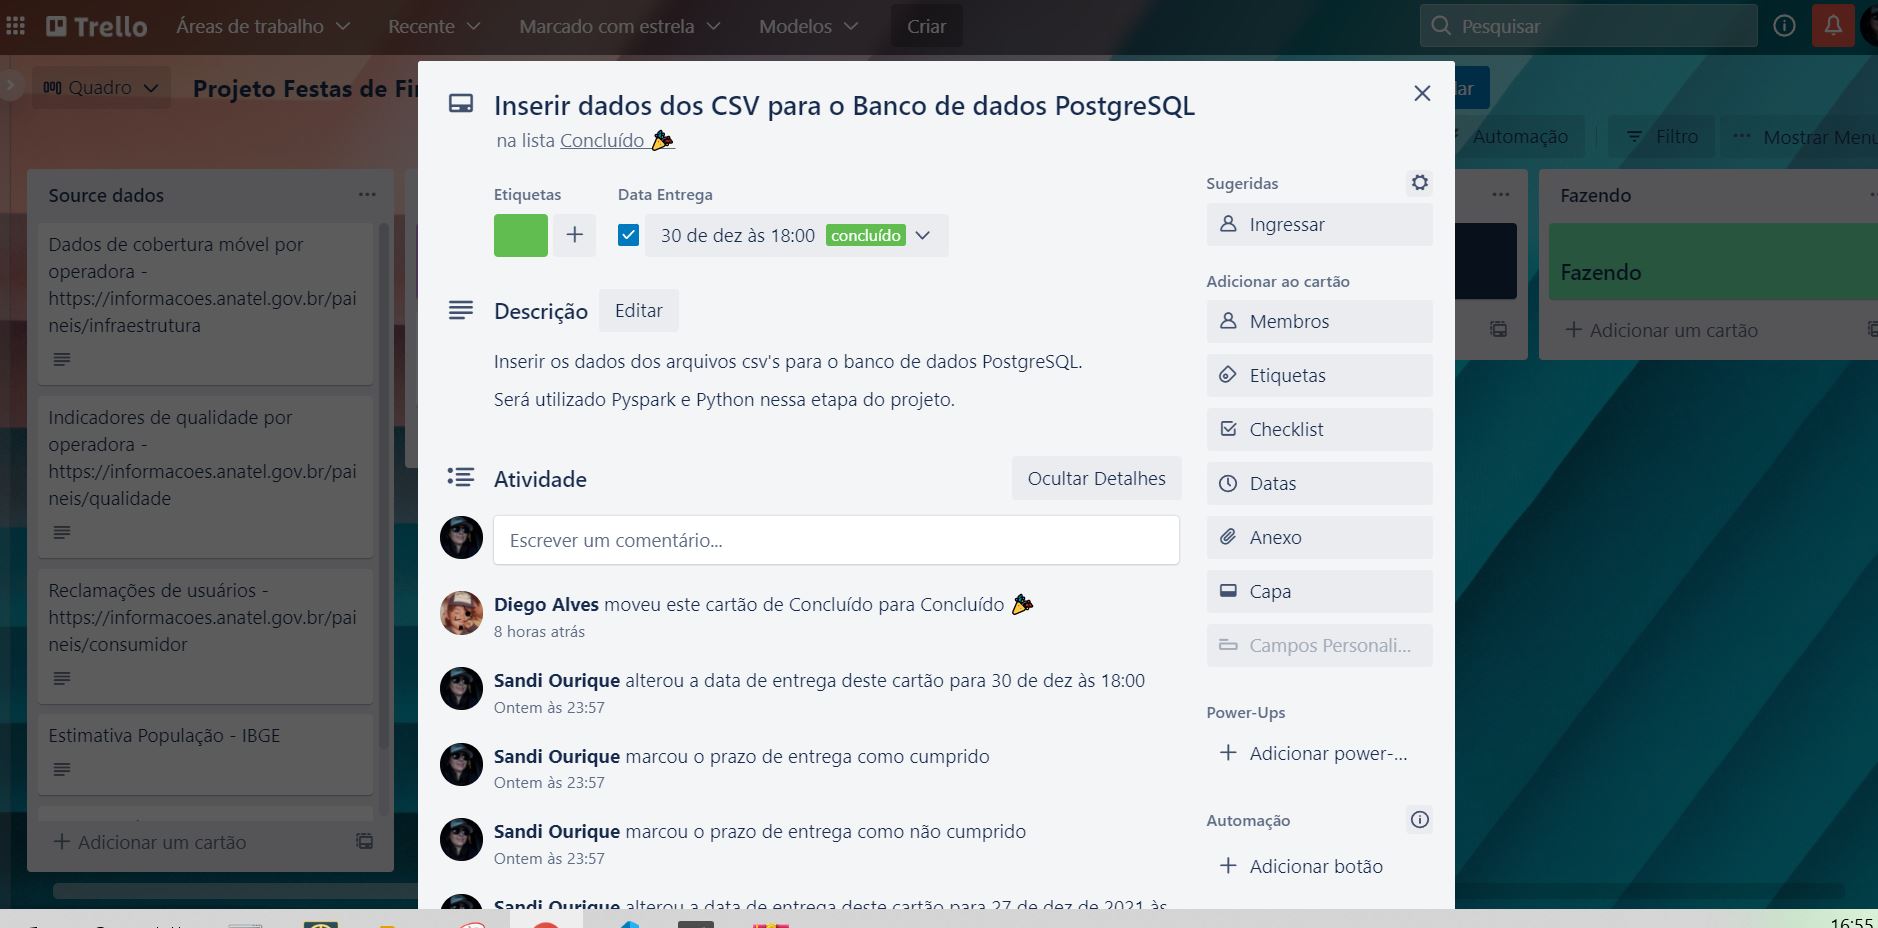 Trello
Áreas de trabalho
Recente
Marcado com estrela
Modelos
Criar
Pesquisar
Quadro
Projeto Festas de
Automação
Filtro
Mostrar Menu
Source dados
Dados de cobertura móvel por
operadora -
https://informacoes.anatel.gov.br/pai
neis/infraestrutura
Indicadores de qualidade por
operadora -
https://informacoes.anatel.gov.br/pai
neis/qualidade
Reclamações de usuários -
https://informacoes.anatel.gov.br/pai
neis/consumidor
Estimativa População - IBGE
+ Adicionar um cartão
Inserir dados dos CSV para o Banco de dados PostgreSQL
na lista Concluído 🎉
Etiquetas
Data Entrega
30 de dez às 18:00 concluído
Descrição
Editar
Inserir os dados dos arquivos csv's para o banco de dados PostgreSQL.
Será utilizado Pyspark e Python nessa etapa do projeto.
Atividade
Ocultar Detalhes
Escrever um comentário...
Diego Alves moveu este cartão de Concluído para Concluído 🎉
8 horas atrás
Sandi Ourique alterou a data de entrega deste cartão para 30 de dez às 18:00
Ontem às 23:57
Sandi Ourique marcou o prazo de entrega como cumprido
Ontem às 23:57
Sandi Ourique marcou o prazo de entrega como não cumprido
Ontem às 23:57
Sandi Ourique alterou a data de entrega deste cartão para 27 de dez de 2021 às
Sugeridas
Ingressar
Adicionar ao cartão
Membros
Etiquetas
Checklist
Datas
Anexo
Capa
Campos Personali...
Power-Ups
+ Adicionar power-...
Automação
+ Adicionar botão
Fazendo
Fazendo
+ Adicionar um cartão
16:55